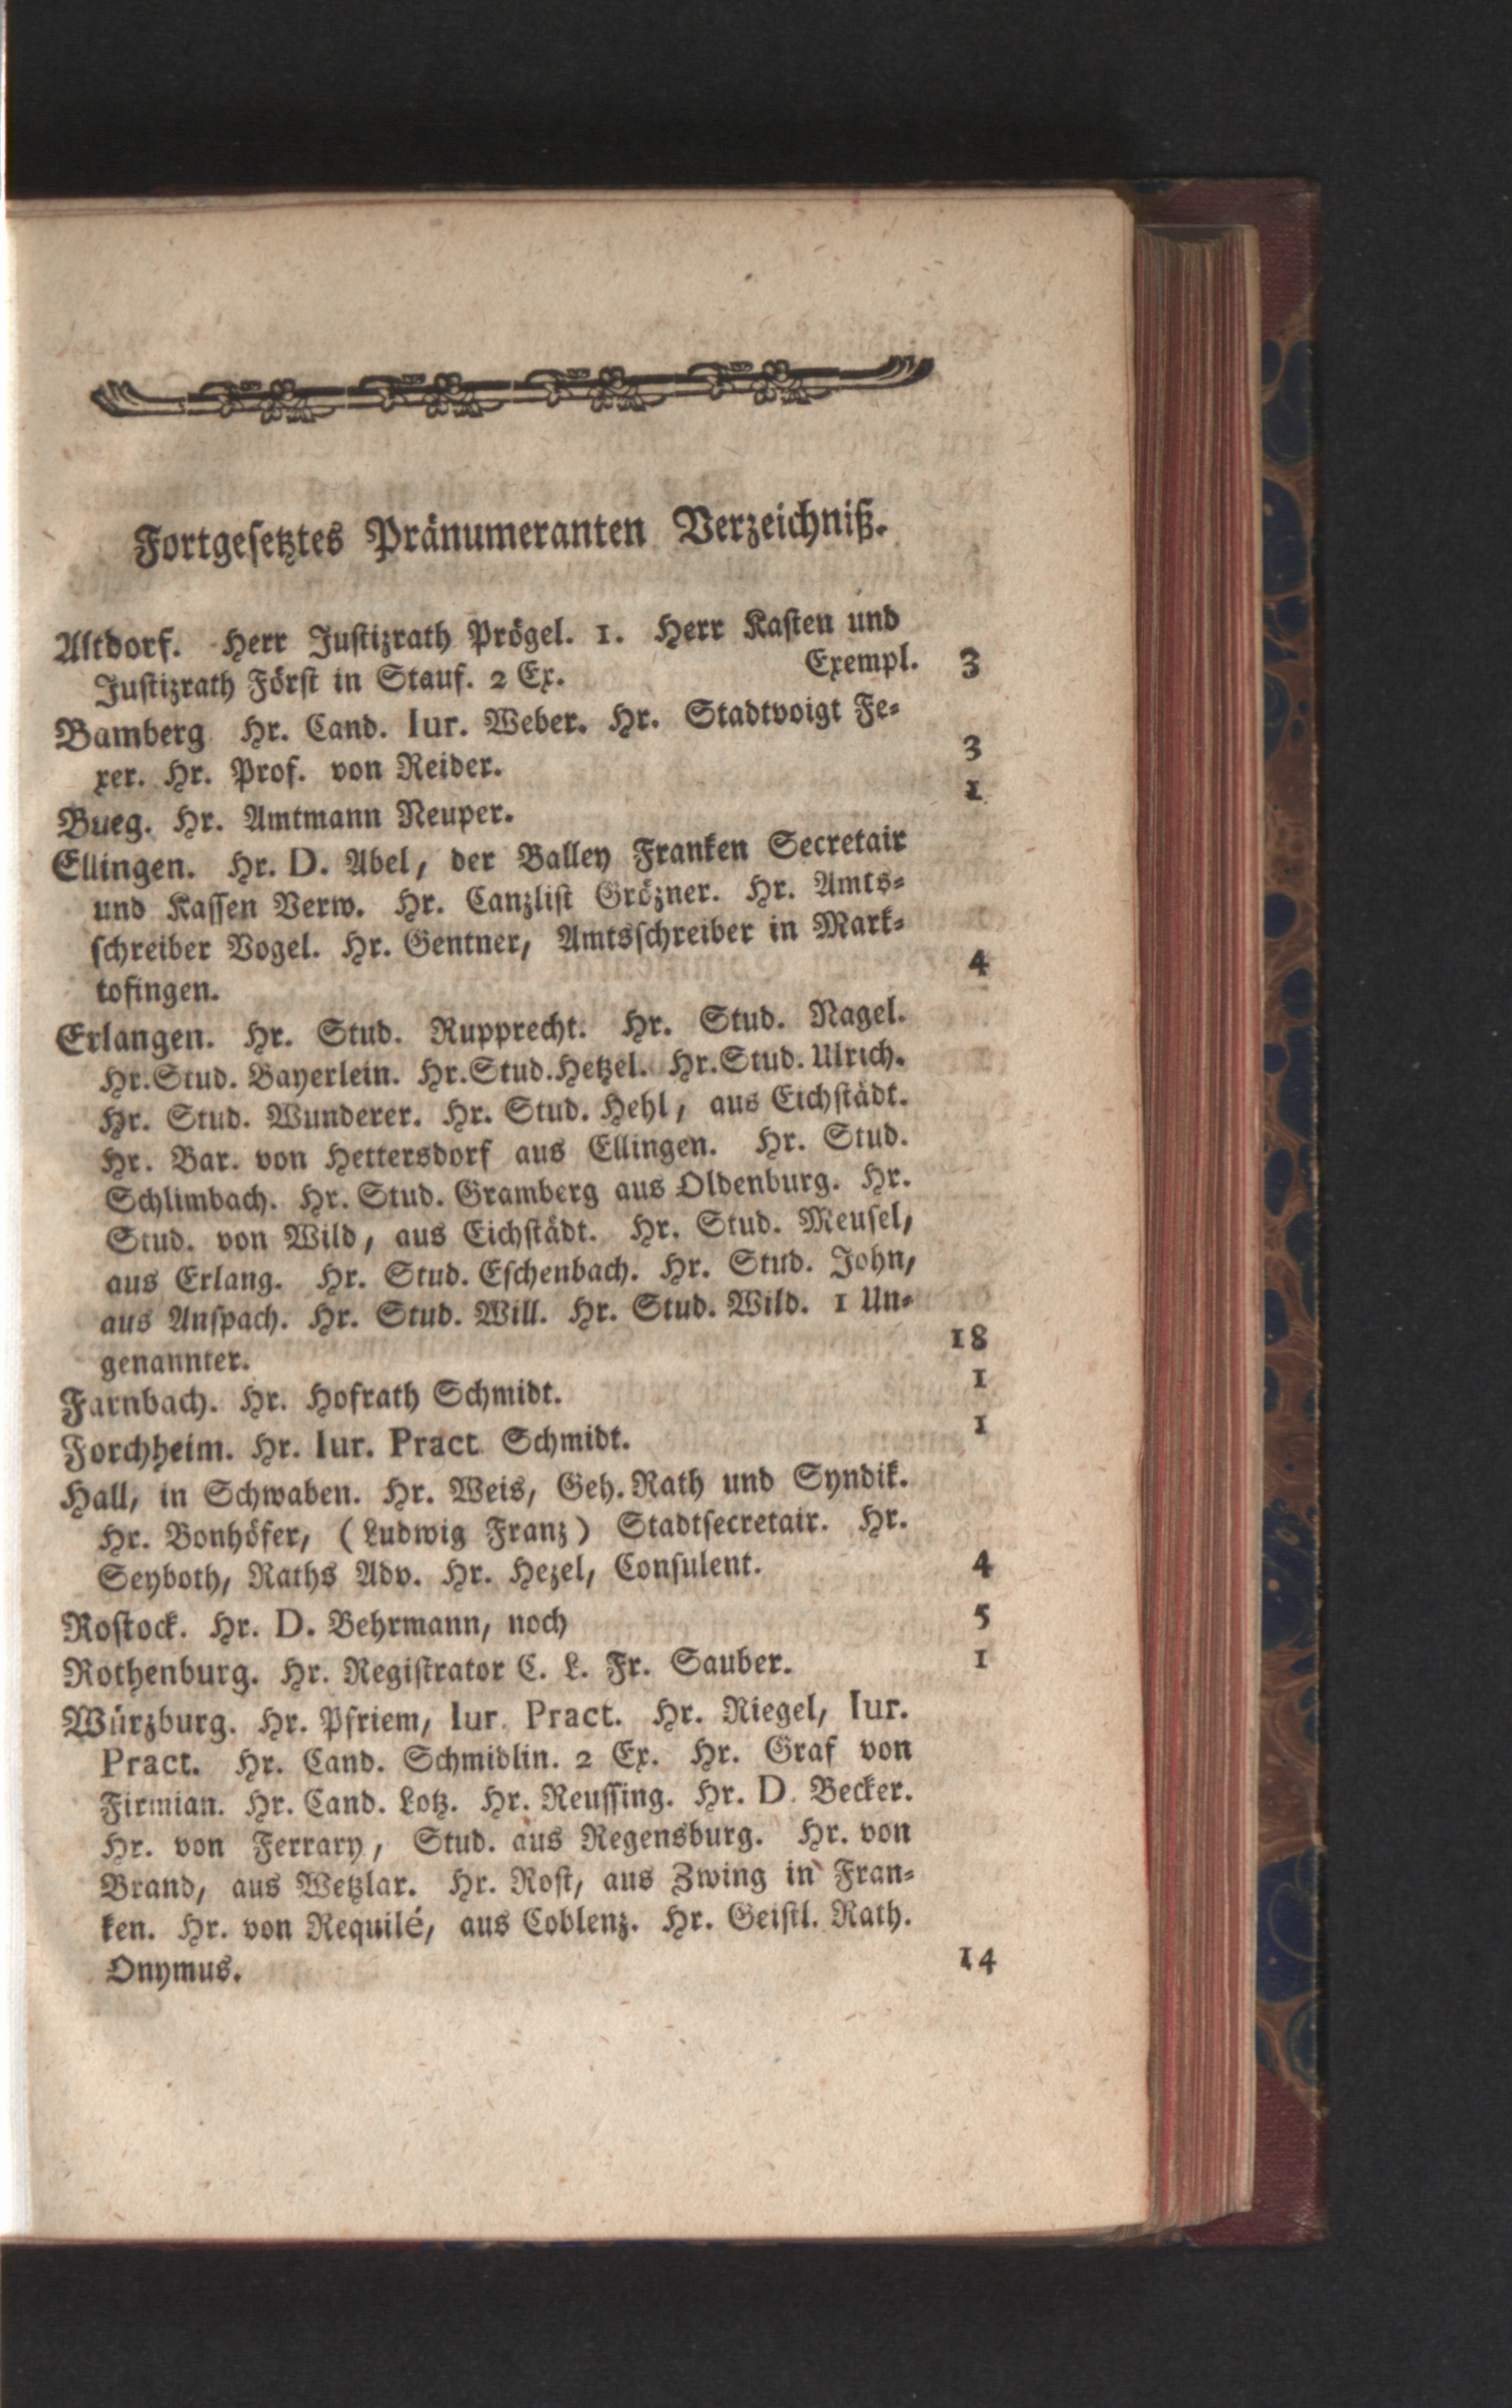 Fortgesetztes Pränumeranten Verzeichniß.
Altdorf. Herr Justizrath Prögel. 1. Herr Kasten und
Justizrath Först in Stauf. 2 Ex. Exempl. 3
Bamberg Hr. Cand. Iur. Weber. Hr. Stadtvoigt Fe-
xer. Hr. Prof. von Reider. 3
Bueg. Hr. Amtmann Neuper. 1
Ellingen. Hr. D. Abel, der Balley Franken Secretair
und Kassen Verw. Hr. Canzlist Grözner. Hr. Amts-
schreiber Vogel. Hr. Gentner, Amtsschreiber in Mark-
tofingen. 4
Erlangen. Hr. Stud. Rupprecht. Hr. Stud. Nagel.
Hr. Stud. Bayerlein. Hr. Stud. Hetzel. Hr. Stud. Ulrich.
Hr. Stud. Wunderer. Hr. Stud. Hehl, aus Eichstädt.
Hr. Bar. von Hettersdorf aus Ellingen. Hr. Stud.
Schlimbach. Hr. Stud. Gramberg aus Oldenburg. Hr.
Stud. von Wild, aus Eichstädt. Hr. Stud. Meusel,
aus Erlang. Hr. Stud. Eschenbach. Hr. Stud. John,
aus Anspach. Hr. Stud. Will. Hr. Stud. Wild. 1 Un-
genannter. 18
Farnbach. Hr. Hofrath Schmidt. 1
Forchheim. Hr. Iur. Pract Schmidt. 1
Hall, in Schwaben. Hr. Weis, Geh. Rath und Syndik.
Hr. Bonhöfer, (Ludwig Franz) Stadtsecretair. Hr.
Seyboth, Raths Adv. Hr. Hezel, Consulent. 4
Rostock. Hr. D. Behrmann, noch 5
Rothenburg. Hr. Registrator C. L. Fr. Sauber. 1
Würzburg. Hr. Pfriem, Iur. Pract. Hr. Riegel, Iur.
Pract. Hr. Cand. Schmidlin. 2 Ex. Hr. Graf von
Firmian. Hr. Cand. Lotz. Hr. Reussing. Hr. D. Becker.
Hr. von Ferrary, Stud. aus Regensburg. Hr. von
Brand, aus Wetzlar. Hr. Rost, aus Zwing in Fran-
ken. Hr. von Requilé, aus Coblenz. Hr. Geistl. Rath.
Onymus. 14